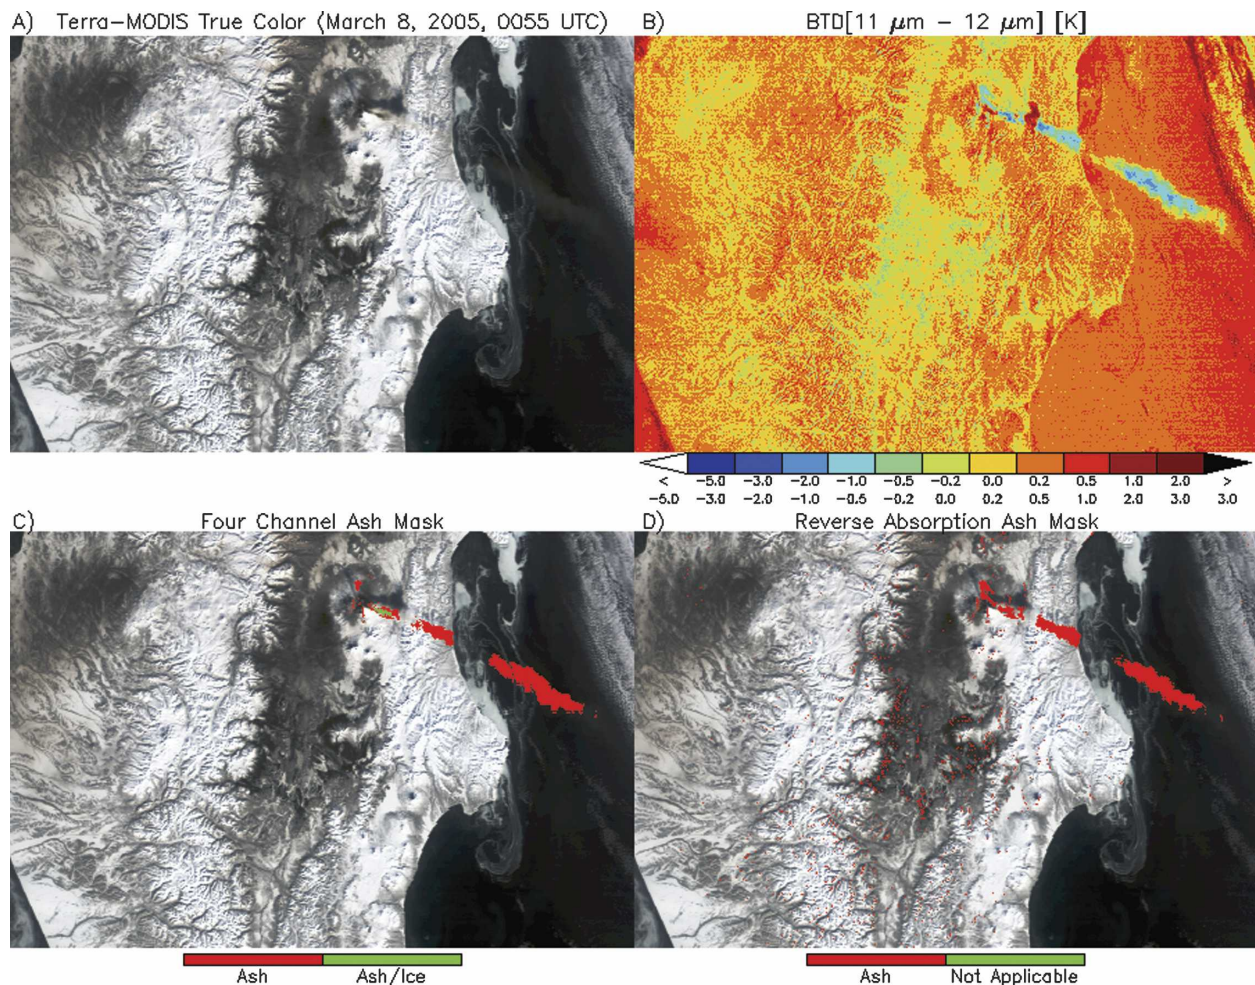 A) Terra-MODIS True Color (March 8, 2005, 0055 UTC)
B) BTD[11 μm - 12 μm] [K]
< -5.0 -3.0 -2.0 -1.0 -0.5 -0.2 0.0 0.2 0.5 1.0 2.0 >
-5.0 -3.0 -2.0 -1.0 -0.5 -0.2 0.0 0.2 0.5 1.0 2.0 3.0 3.0
C) Four Channel Ash Mask
D) Reverse Absorption Ash Mask
Ash Ash/Ice
Ash Not Applicable